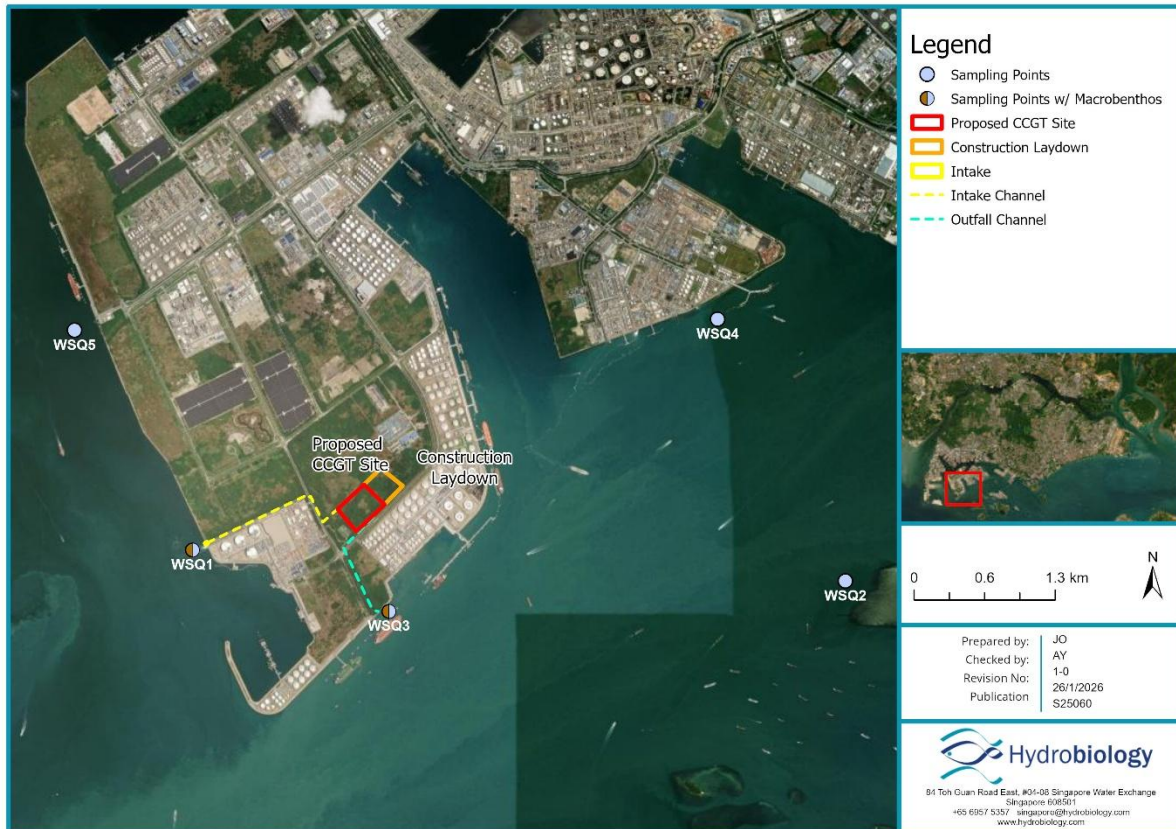 WSQ5
WSQ4
Proposed
CCGT Site
Construction
Laydown
WSQ1
WSQ2
WSQ3
Legend
Sampling Points
Sampling Points w/ Macrobenthos
Proposed CCGT Site
Construction Laydown
Intake
Intake Channel
Outfall Channel
N
0 0.6 1.3 km
Prepared by: JO
Checked by: AY
Revision No: 1-0
Publication 26/1/2026
S25060
Hydrobiology
84 Toh Guan Road East, #04-08 Singapore Water Exchange
Singapore 608501
+65 6957 5357 singapore@hydrobiology.com
www.hydrobiology.com